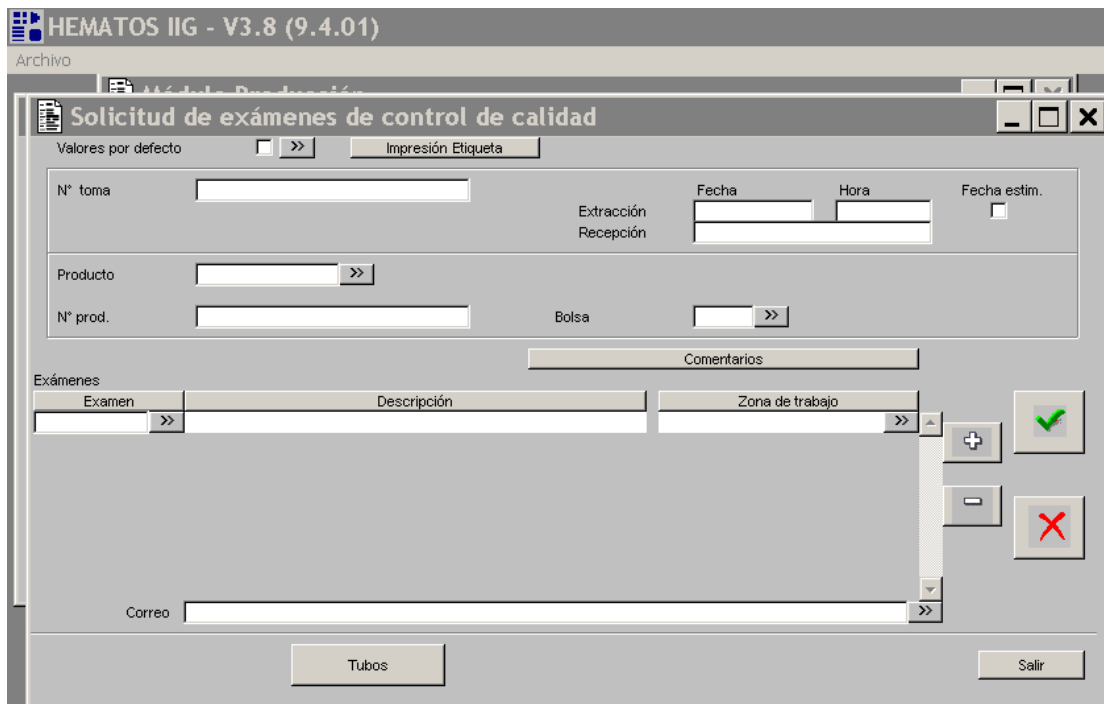 HEMATOS IIG - V3.8 (9.4.01)
Archivo
Módulo Producción
Solicitud de exámenes de control de calidad
Valores por defecto >> Impresión Etiqueta
N° toma Fecha Hora Fecha estim.
Extracción
Recepción
Producto >>
N° prod. Bolsa >>
Comentarios
Exámenes
Examen Descripción Zona de trabajo
>> >>
Correo >>
Tubos Salir